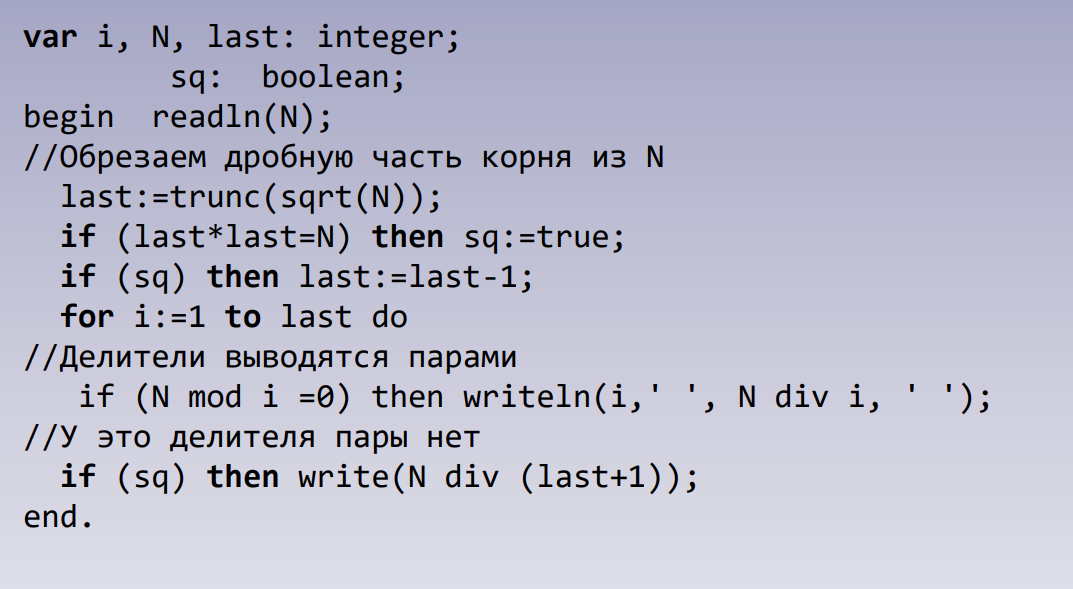 var i, N, last: integer;
sq: boolean;
begin readln(N);
//Обрезаем дробную часть корня из N
last:=trunc(sqrt(N));
if (last*last=N) then sq:=true;
if (sq) then last:=last-1;
for i:=1 to last do
//Делители выводятся парами
if (N mod i =0) then writeln(i,' ', N div i, ' ');
//У это делителя пары нет
if (sq) then write(N div (last+1));
end.